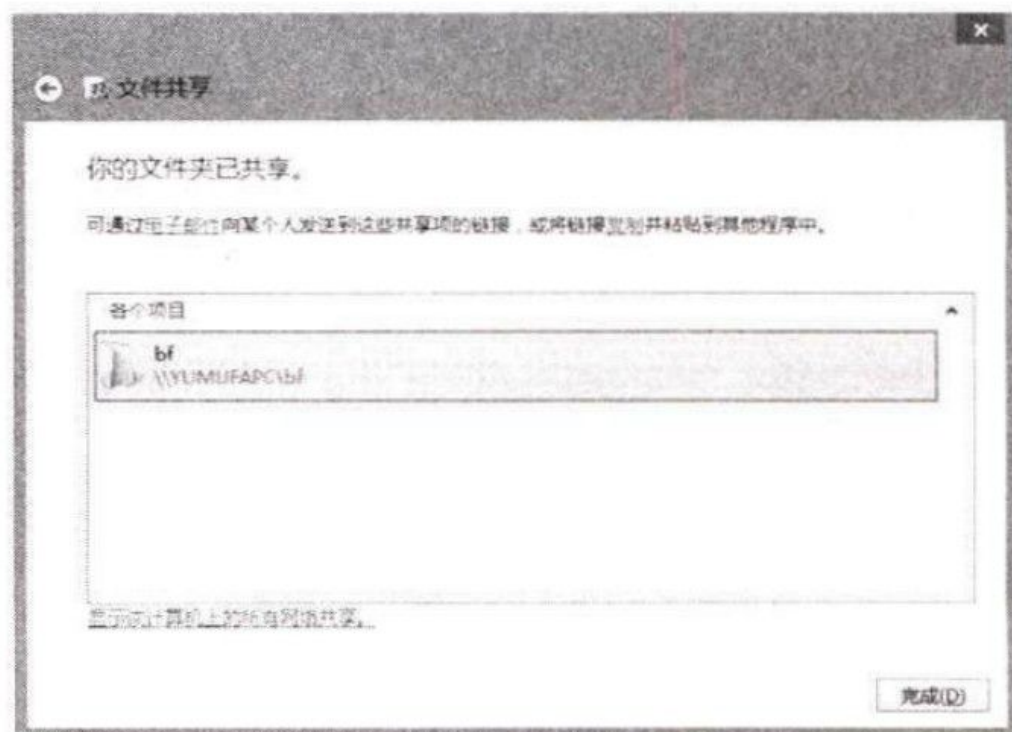 文件共享
你的文件夹已共享。
可通过电子邮件向某个人发送到这些共享项的链接，或将链接复制并粘贴到其他程序中。
各个项目
bf
\\YUMUFAPC\bf
显示该计算机上的所有网络共享。
完成(D)